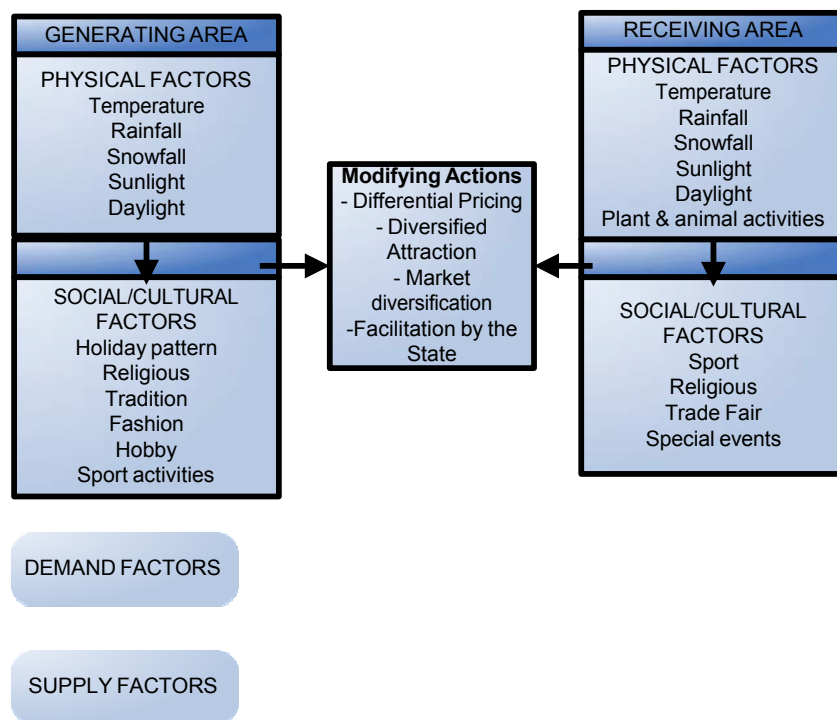 GENERATING AREA
PHYSICAL FACTORS
Temperature
Rainfall
Snowfall
Sunlight
Daylight
SOCIAL/CULTURAL
FACTORS
Holiday pattern
Religious
Tradition
Fashion
Hobby
Sport activities
Modifying Actions
- Differential Pricing
- Diversified
Attraction
- Market
diversification
-Facilitation by the
State
RECEIVING AREA
PHYSICAL FACTORS
Temperature
Rainfall
Snowfall
Sunlight
Daylight
Plant & animal activities
SOCIAL/CULTURAL
FACTORS
Sport
Religious
Trade Fair
Special events
DEMAND FACTORS
SUPPLY FACTORS